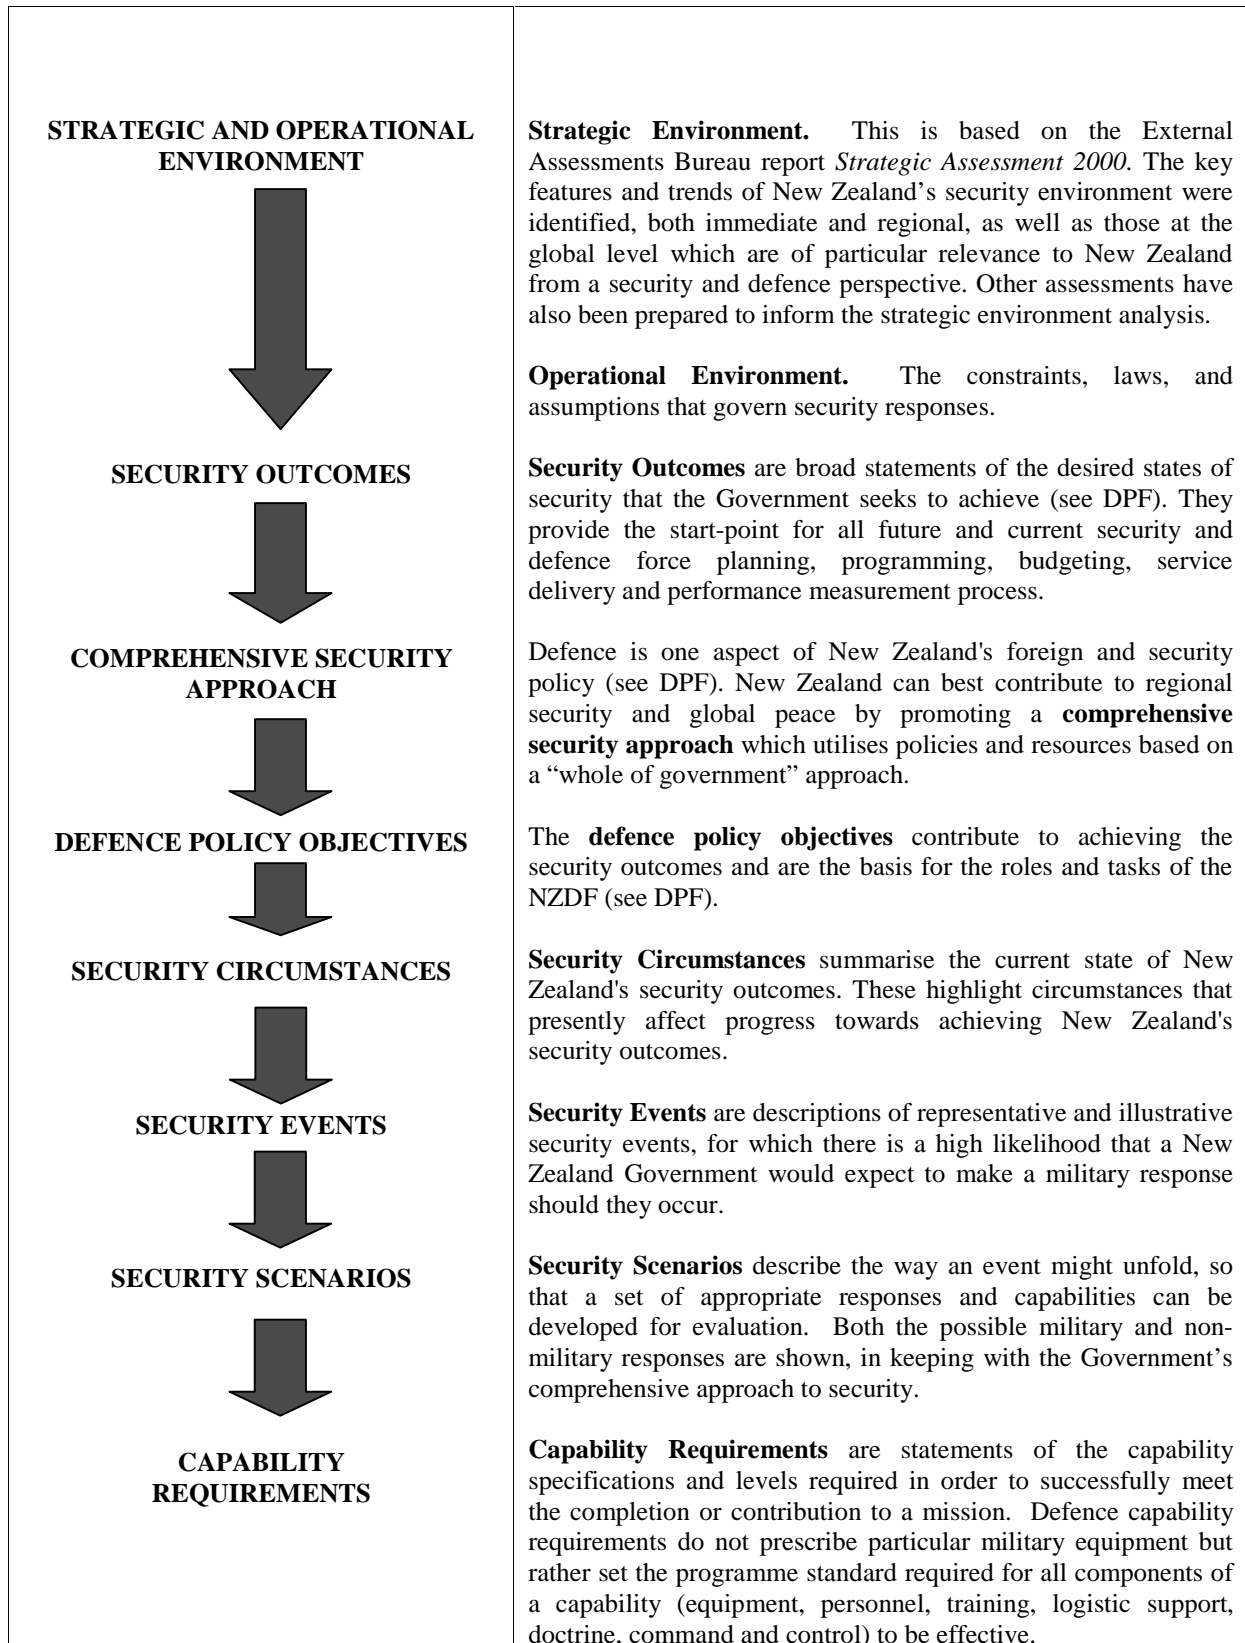 STRATEGIC AND OPERATIONAL
ENVIRONMENT
Strategic Environment. This is based on the External
Assessments Bureau report Strategic Assessment 2000. The key
features and trends of New Zealand’s security environment were
identified, both immediate and regional, as well as those at the
global level which are of particular relevance to New Zealand
from a security and defence perspective. Other assessments have
also been prepared to inform the strategic environment analysis.
Operational Environment. The constraints, laws, and
assumptions that govern security responses.
SECURITY OUTCOMES
Security Outcomes are broad statements of the desired states of
security that the Government seeks to achieve (see DPF). They
provide the start-point for all future and current security and
defence force planning, programming, budgeting, service
delivery and performance measurement process.
COMPREHENSIVE SECURITY
APPROACH
Defence is one aspect of New Zealand's foreign and security
policy (see DPF). New Zealand can best contribute to regional
security and global peace by promoting a comprehensive
security approach which utilises policies and resources based on
a “whole of government” approach.
DEFENCE POLICY OBJECTIVES
The defence policy objectives contribute to achieving the
security outcomes and are the basis for the roles and tasks of the
NZDF (see DPF).
SECURITY CIRCUMSTANCES
Security Circumstances summarise the current state of New
Zealand's security outcomes. These highlight circumstances that
presently affect progress towards achieving New Zealand's
security outcomes.
SECURITY EVENTS
Security Events are descriptions of representative and illustrative
security events, for which there is a high likelihood that a New
Zealand Government would expect to make a military response
should they occur.
SECURITY SCENARIOS
Security Scenarios describe the way an event might unfold, so
that a set of appropriate responses and capabilities can be
developed for evaluation. Both the possible military and non-
military responses are shown, in keeping with the Government’s
comprehensive approach to security.
CAPABILITY
REQUIREMENTS
Capability Requirements are statements of the capability
specifications and levels required in order to successfully meet
the completion or contribution to a mission. Defence capability
requirements do not prescribe particular military equipment but
rather set the programme standard required for all components of
a capability (equipment, personnel, training, logistic support,
doctrine, command and control) to be effective.